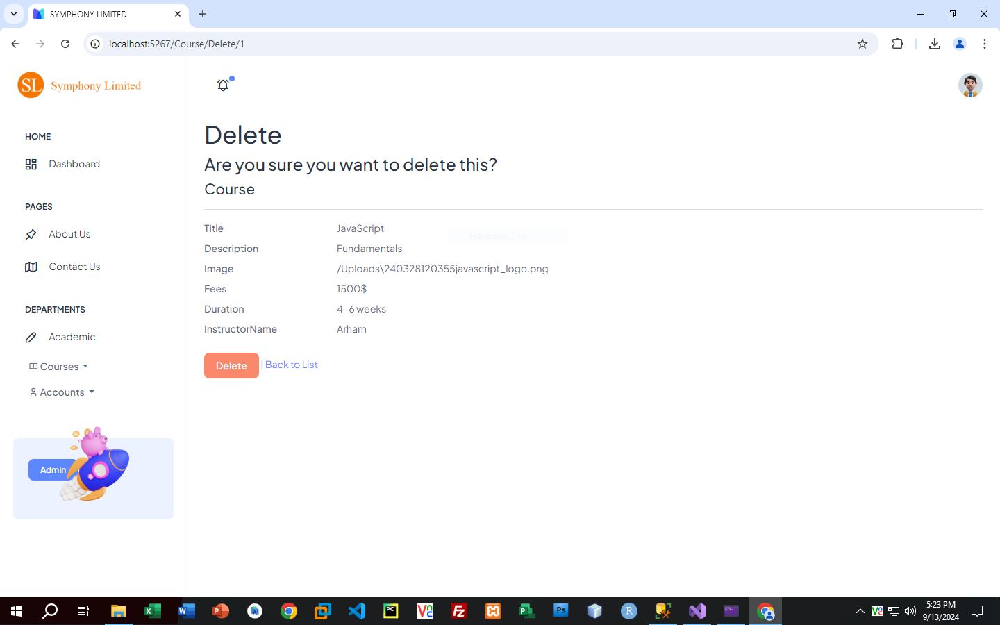 SYMPHONY LIMITED
localhost:5267/Course/Delete/1
SL Symphony Limited
HOME
Dashboard
PAGES
About Us
Contact Us
DEPARTMENTS
Academic
Courses
Accounts
Admin
Delete
Are you sure you want to delete this?
Course
Title JavaScript
Full-screen Snip
Description Fundamentals
Image /Uploads\240328120355javascript_logo.png
Fees 1500$
Duration 4-6 weeks
InstructorName Arham
Delete | Back to List
5:23 PM
9/13/2024